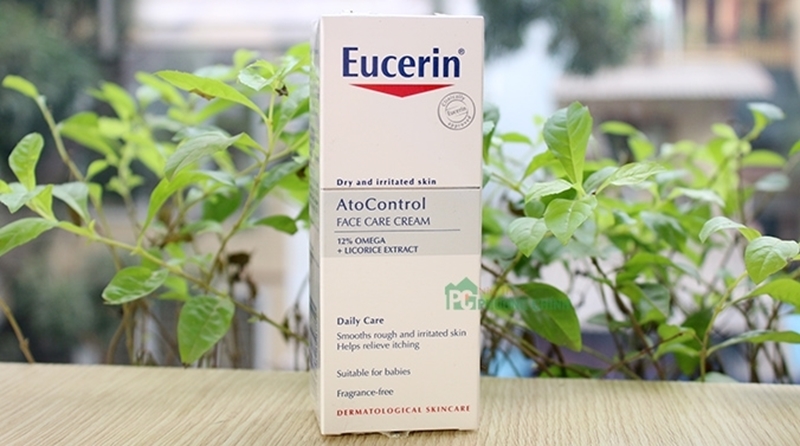 Eucerin®
Dry and irritated skin
AtoControl
FACE CARE CREAM
12% OMEGA
+ LICORICE EXTRACT
PG
Daily Care
Smooths rough and irritated skin
Helps relieve itching
Suitable for babies
Fragrance-free
DERMATOLOGICAL SKINCARE